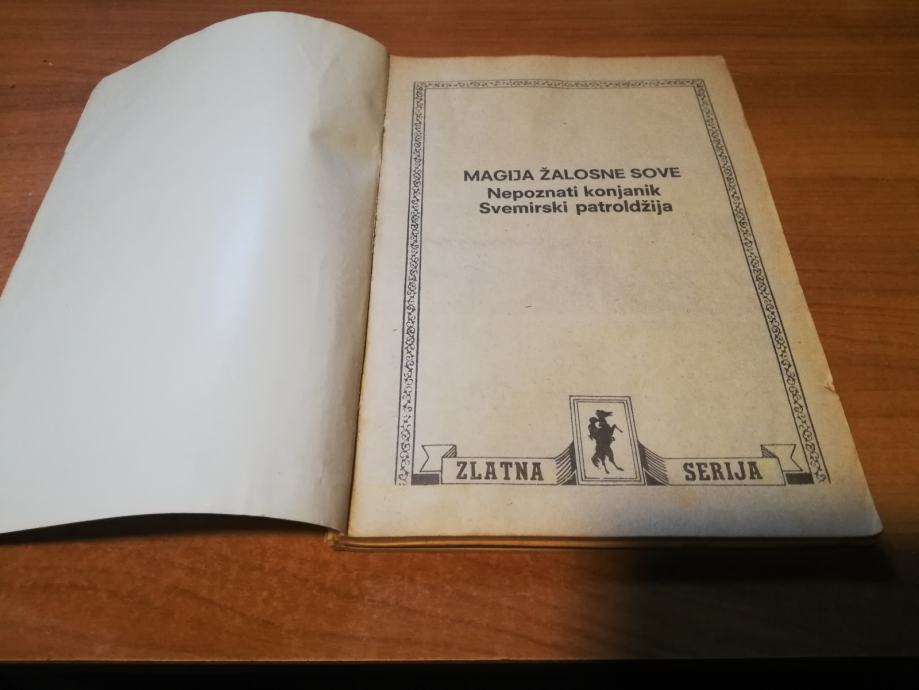 MAGIJA ŽALOSNE SOVE
Nepoznati konjanik
Svemirski patroldžija
ZLATNA SERIJA